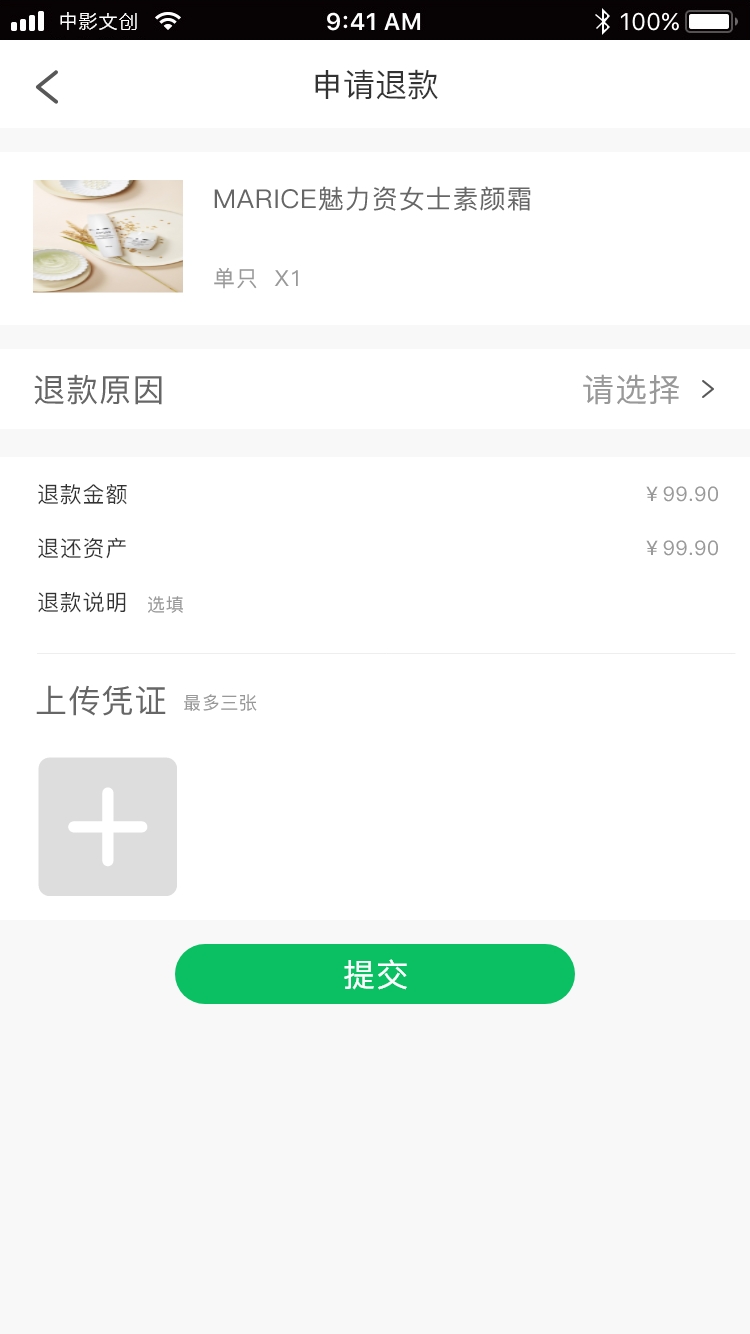 中影文创 9:41 AM 100%
申请退款
MARICE魅力资女士素颜霜
单只 X1
退款原因 请选择
退款金额 ¥99.90
退还资产 ¥99.90
退款说明 选填
上传凭证 最多三张
提交